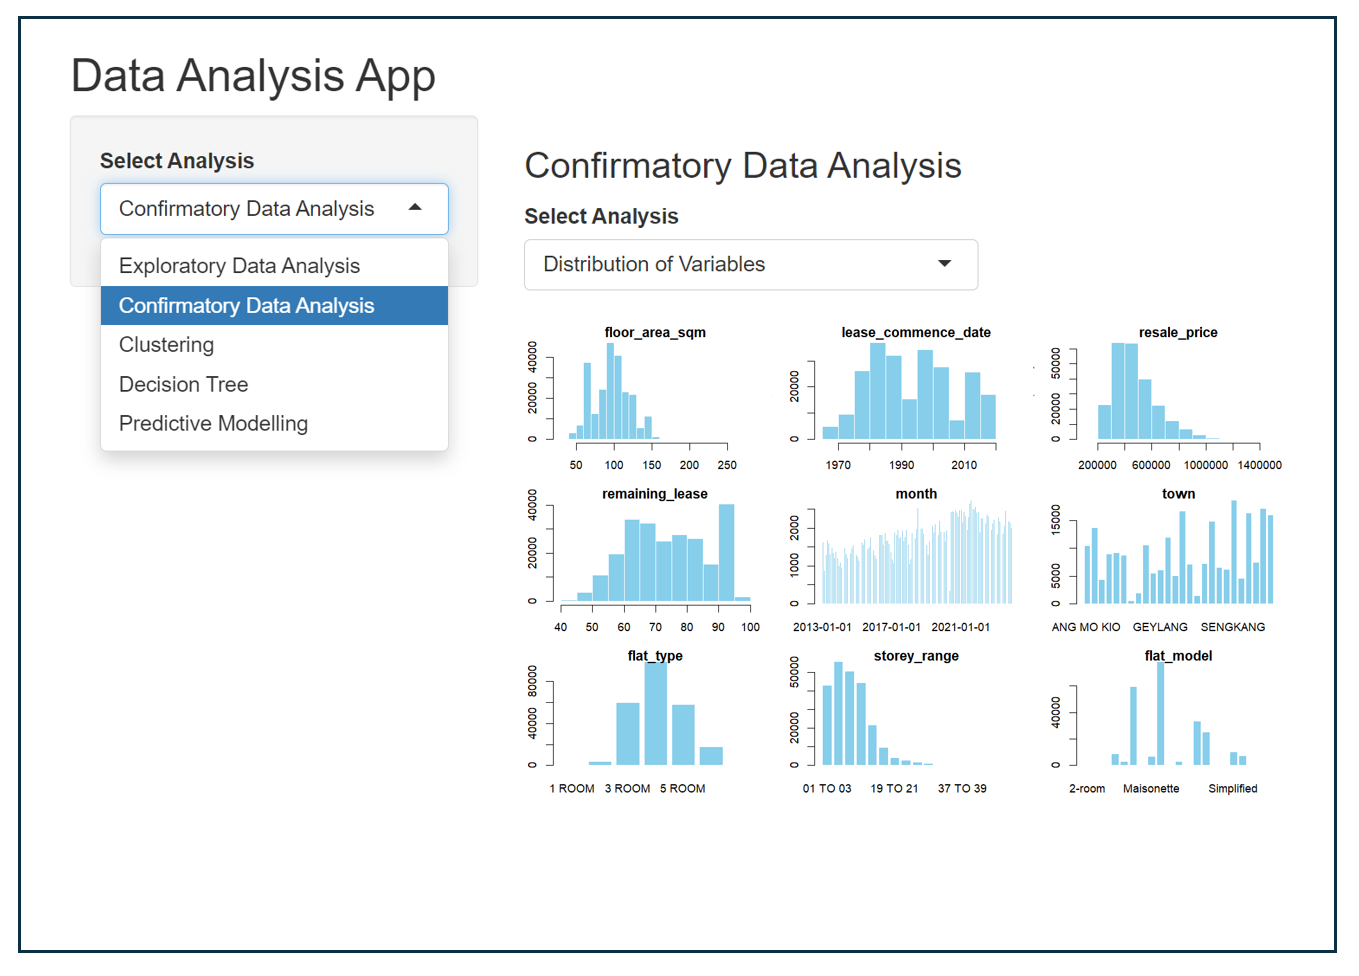 Data Analysis App
Select Analysis
Confirmatory Data Analysis
Exploratory Data Analysis
Confirmatory Data Analysis
Clustering
Decision Tree
Predictive Modelling
Confirmatory Data Analysis
Select Analysis
Distribution of Variables
floor_area_sqm
0 20000 40000
50 100 150 200 250
lease_commence_date
0 20000
1970 1990 2010
resale_price
0 20000 50000
200000 600000 1000000 1400000
remaining_lease
0 20000 40000
40 50 60 70 80 90 100
month
0 1000 2000
2013-01-01 2017-01-01 2021-01-01
town
0 5000 15000
ANG MO KIO GEYLANG SENGKANG
flat_type
0 40000 80000
1 ROOM 3 ROOM 5 ROOM
storey_range
0 20000 50000
01 TO 03 19 TO 21 37 TO 39
flat_model
0 40000
2-room Maisonette Simplified